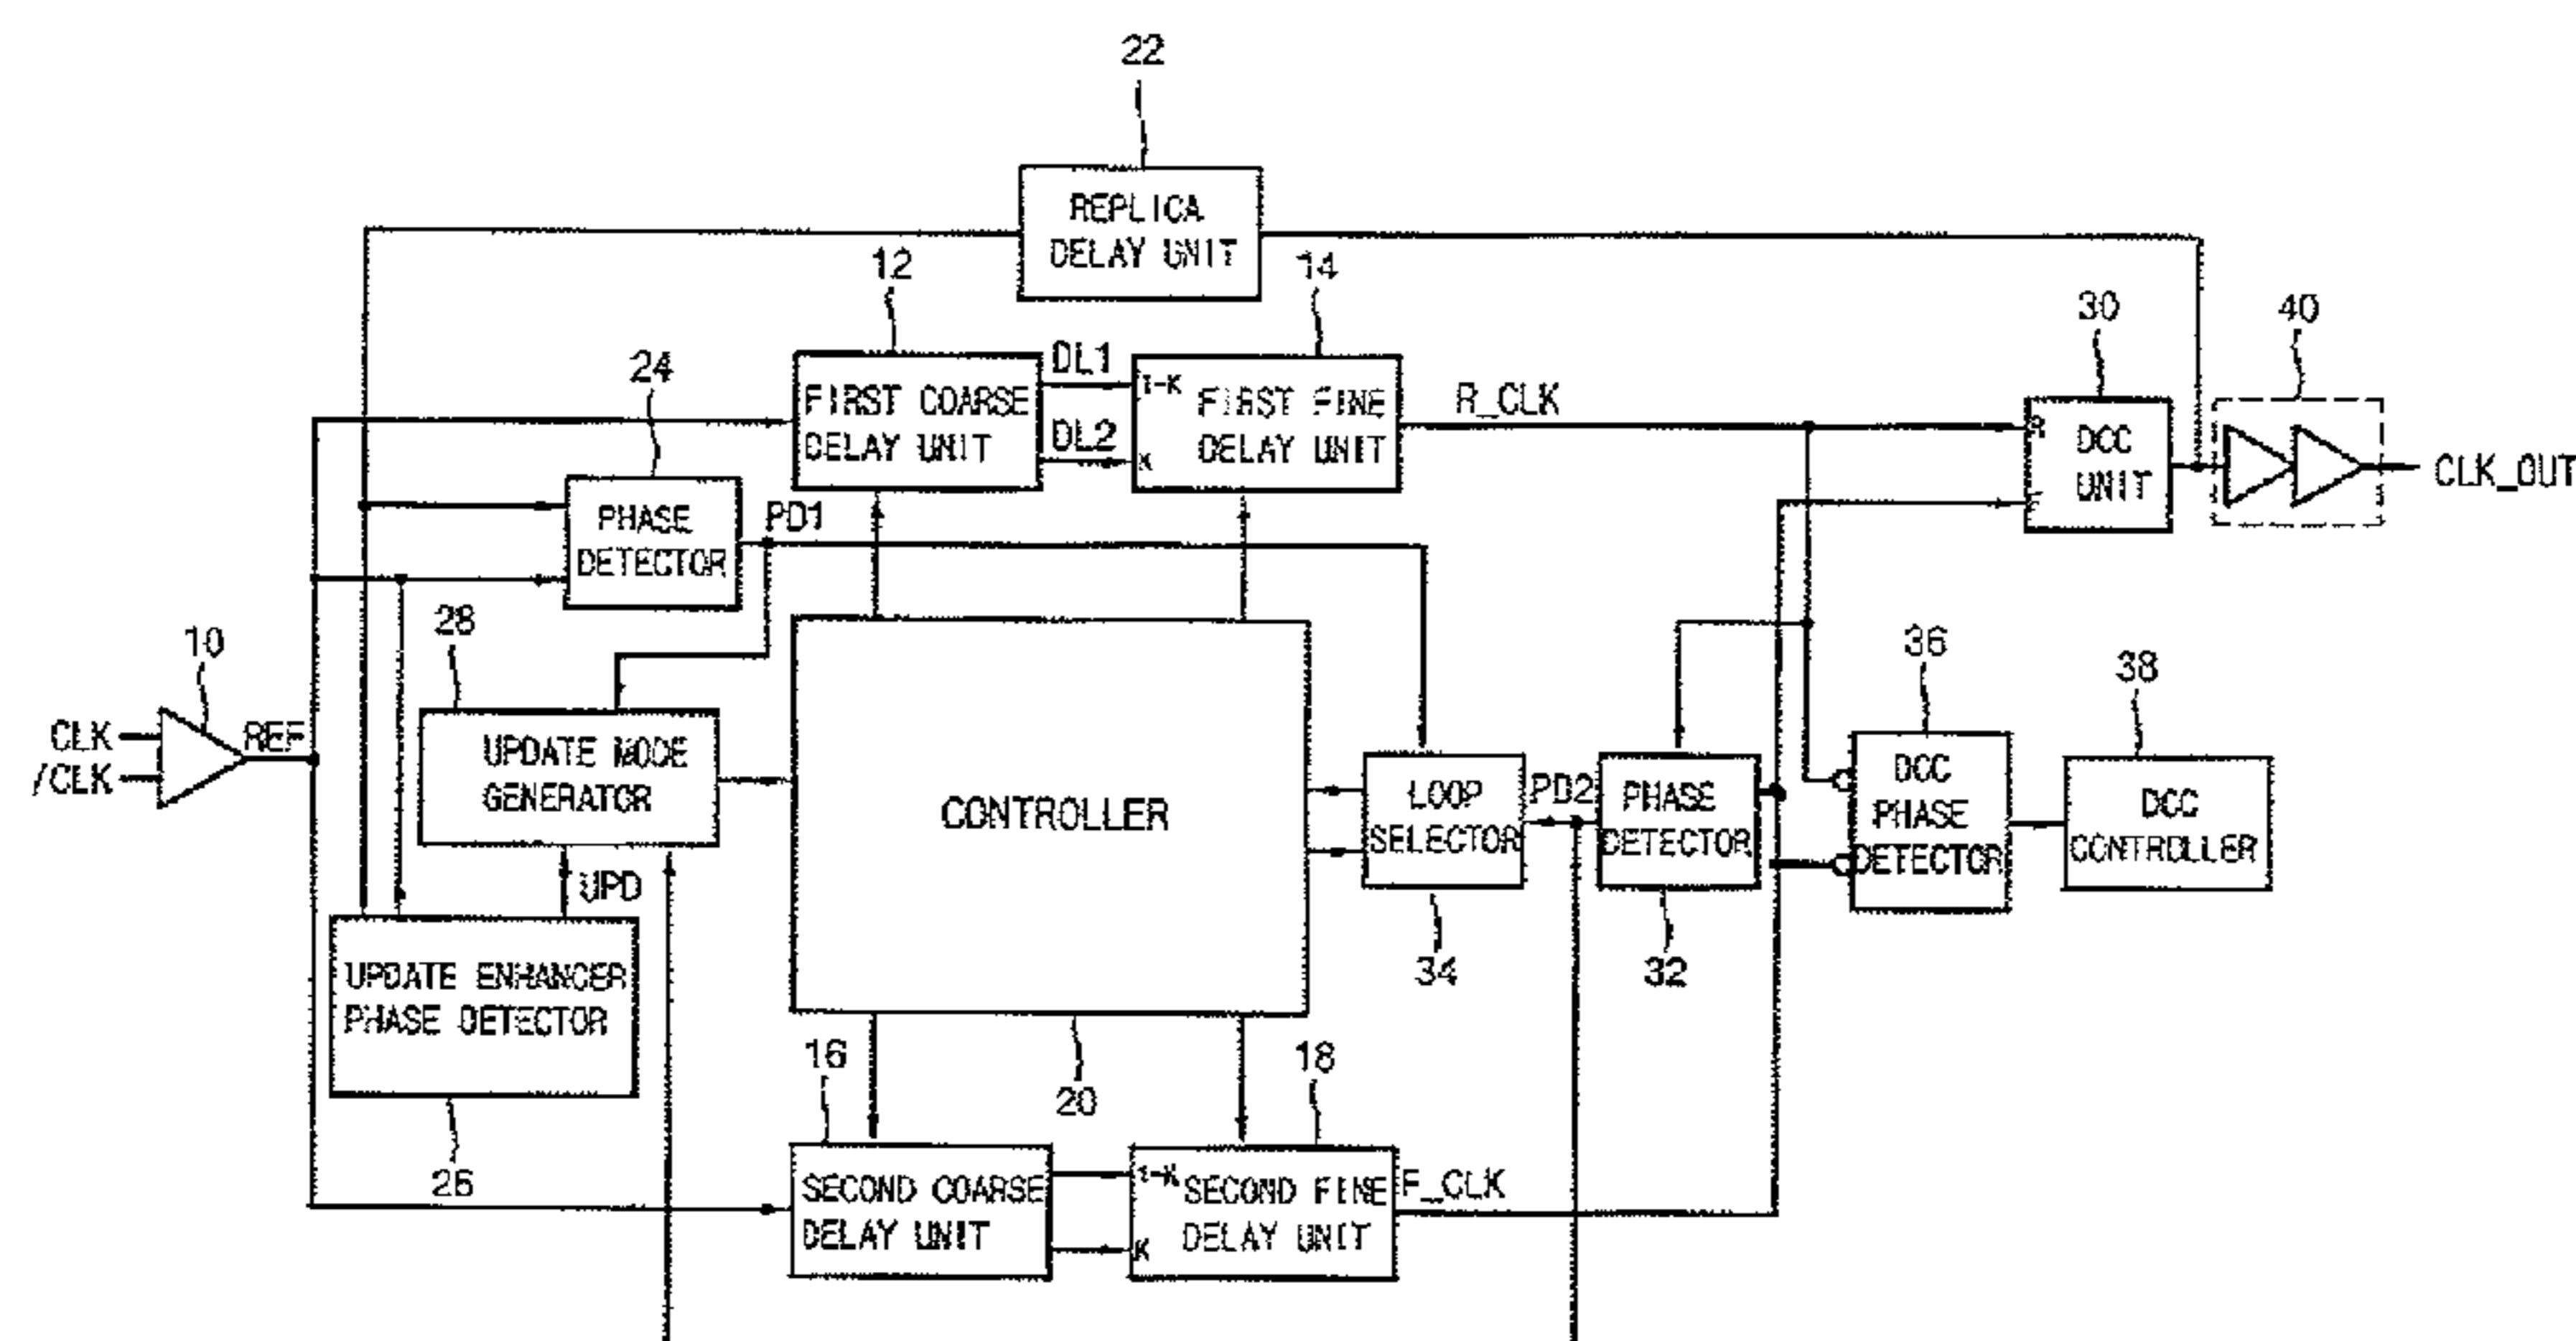 22
REPLICA
DELAY UNIT
12
14
30
40
24
DL1
1-K
FIRST COARSE
DELAY UNIT
DL2
K
FIRST FINE
DELAY UNIT
R_CLK
R
DCC
UNIT
F
CLK_OUT
PHASE
DETECTOR
PD1
28
10
36
38
CLK
/CLK
REF
UPDATE MODE
GENERATOR
CONTROLLER
LOOP
SELECTOR
PD2
PHASE
DETECTOR
DCC
PHASE
DETECTOR
DCC
CONTROLLER
UPD
34
32
UPDATE ENHANCER
PHASE DETECTOR
16
18
20
26
SECOND COARSE
DELAY UNIT
1-K
K
SECOND FINE
DELAY UNIT
F_CLK